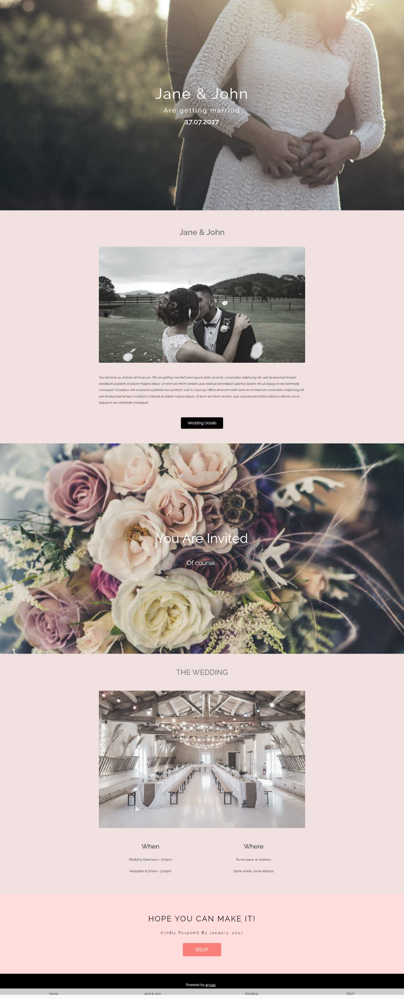 Jane & John
Are getting married
17.07.2017
Jane & John
You all know us. And we all know you. We are getting married lorem ipsum dolor sit amet, consectetur adipiscing elit, sed do eiusmod tempor
incididunt ut labore et dolore magna aliqua. Ut enim ad minim veniam, quis nostrud exercitation ullamco laboris nisi ut aliquip ex ea commodo
consequat. Excepteur sint occaecat cupidatat non proident, sunt in culpa qui officia deserunt mollit anim id est laborum consectetur adipiscing elit,
sed do eiusmod tempor incididunt ut labore et dolore magna aliqua. Ut enim ad minim veniam, quis nostrud exercitation ullamco laboris nisi ut
aliquip ex ea commodo consequat.
Wedding Details
You Are Invited
Of course..
THE WEDDING
When
Wedding Ceremony - 2:00pm
Reception & Dinner - 5:00pm
Where
Some place, an address
Some where, some address
HOPE YOU CAN MAKE IT!
Kindly Respond By January, 2017
RSVP
Powered by w3.css
Home Jane & John Wedding RSVP